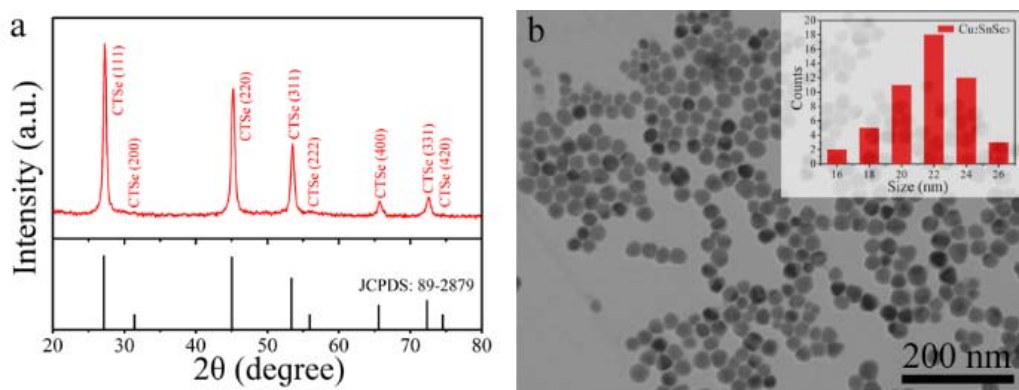 a
Intensity (a.u.)
CTSe (111)
CTSe (200)
CTSe (220)
CTSe (311)
CTSe (222)
CTSe (400)
CTSe (331)
CTSe (420)
JCPDS: 89-2879
20 30 40 50 60 70 80
2θ (degree)
b
Cu₂SnSe₃
Counts
20
18
16
14
12
10
8
6
4
2
0
16 18 20 22 24 26
Size (nm)
200 nm